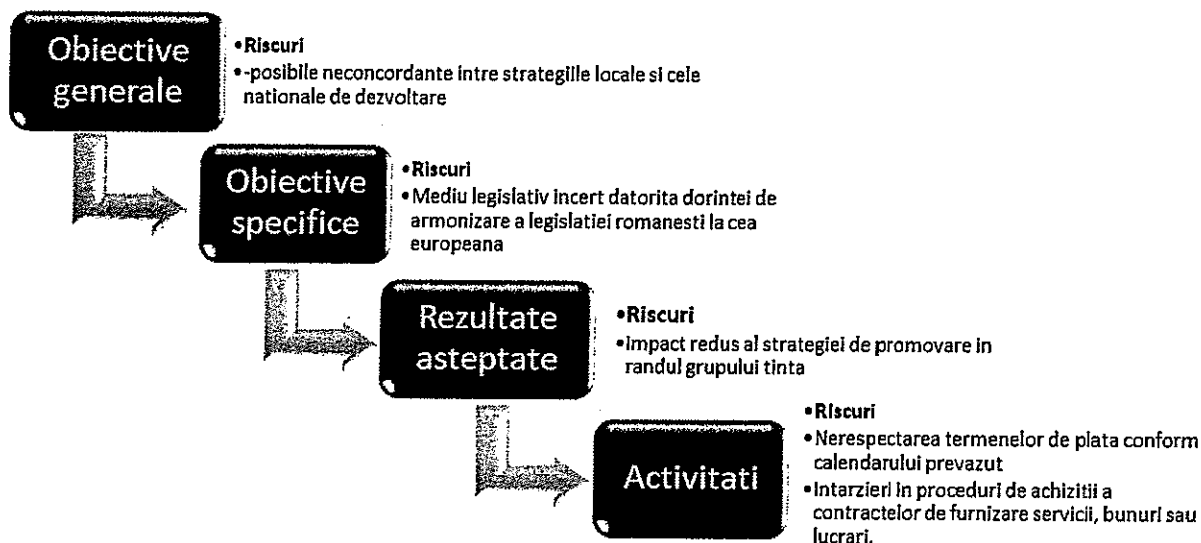 Obiective
generale
•Riscuri
•-posibile neconcordante intre strategiile locale si cele
nationale de dezvoltare
Obiective
specifice
•Riscuri
•Mediu legislativ incert datorita dorintei de
armonizare a legislatiei romanesti la cea
europeana
Rezultate
asteptate
•Riscuri
•Impact redus al strategiei de promovare in
randul grupului tinta
Activitati
•Riscuri
•Nerespectarea termenelor de plata conform
calendarului prevazut
•Intarzieri in proceduri de achizitii a
contractelor de furnizare servicii, bunuri sau
lucrari.